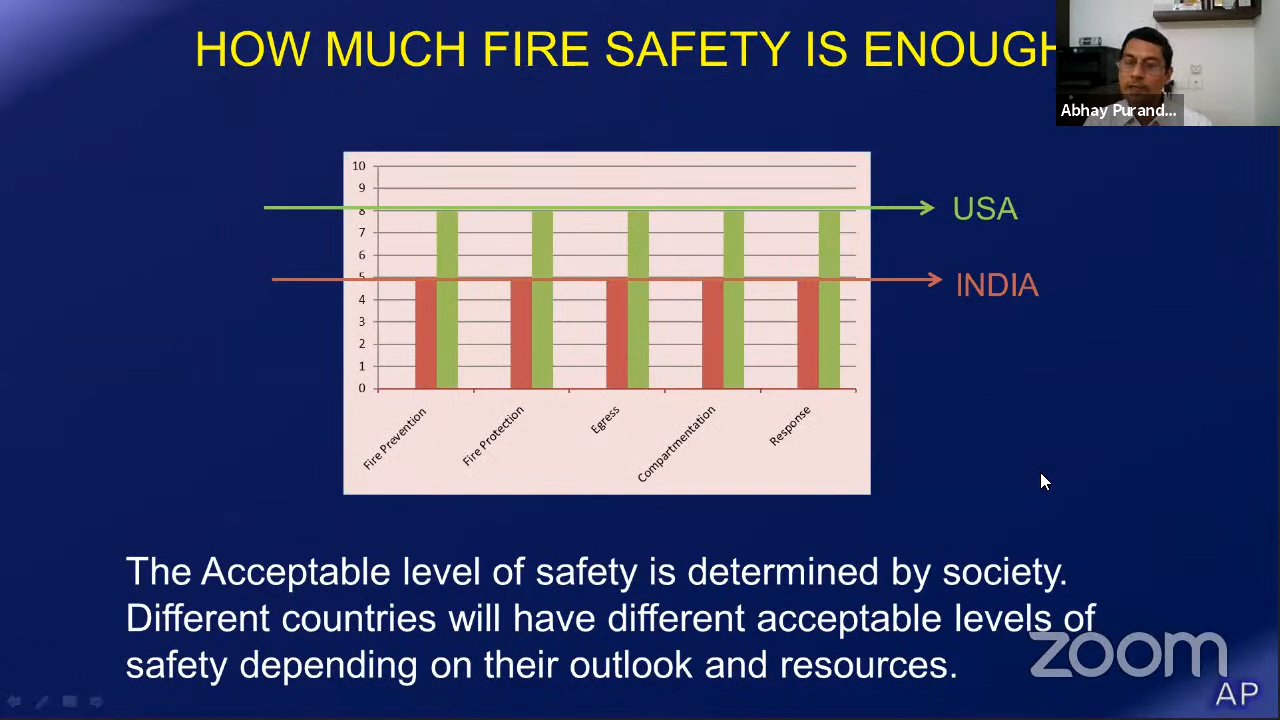 HOW MUCH FIRE SAFETY IS ENOUGH
Abhay Purand...
10
9
8
7
6
5
4
3
2
1
0
USA
INDIA
Fire Prevention
Fire Protection
Egress
Compartmentation
Response
The Acceptable level of safety is determined by society.
Different countries will have different acceptable levels of
safety depending on their outlook and resources.
zoom
AP